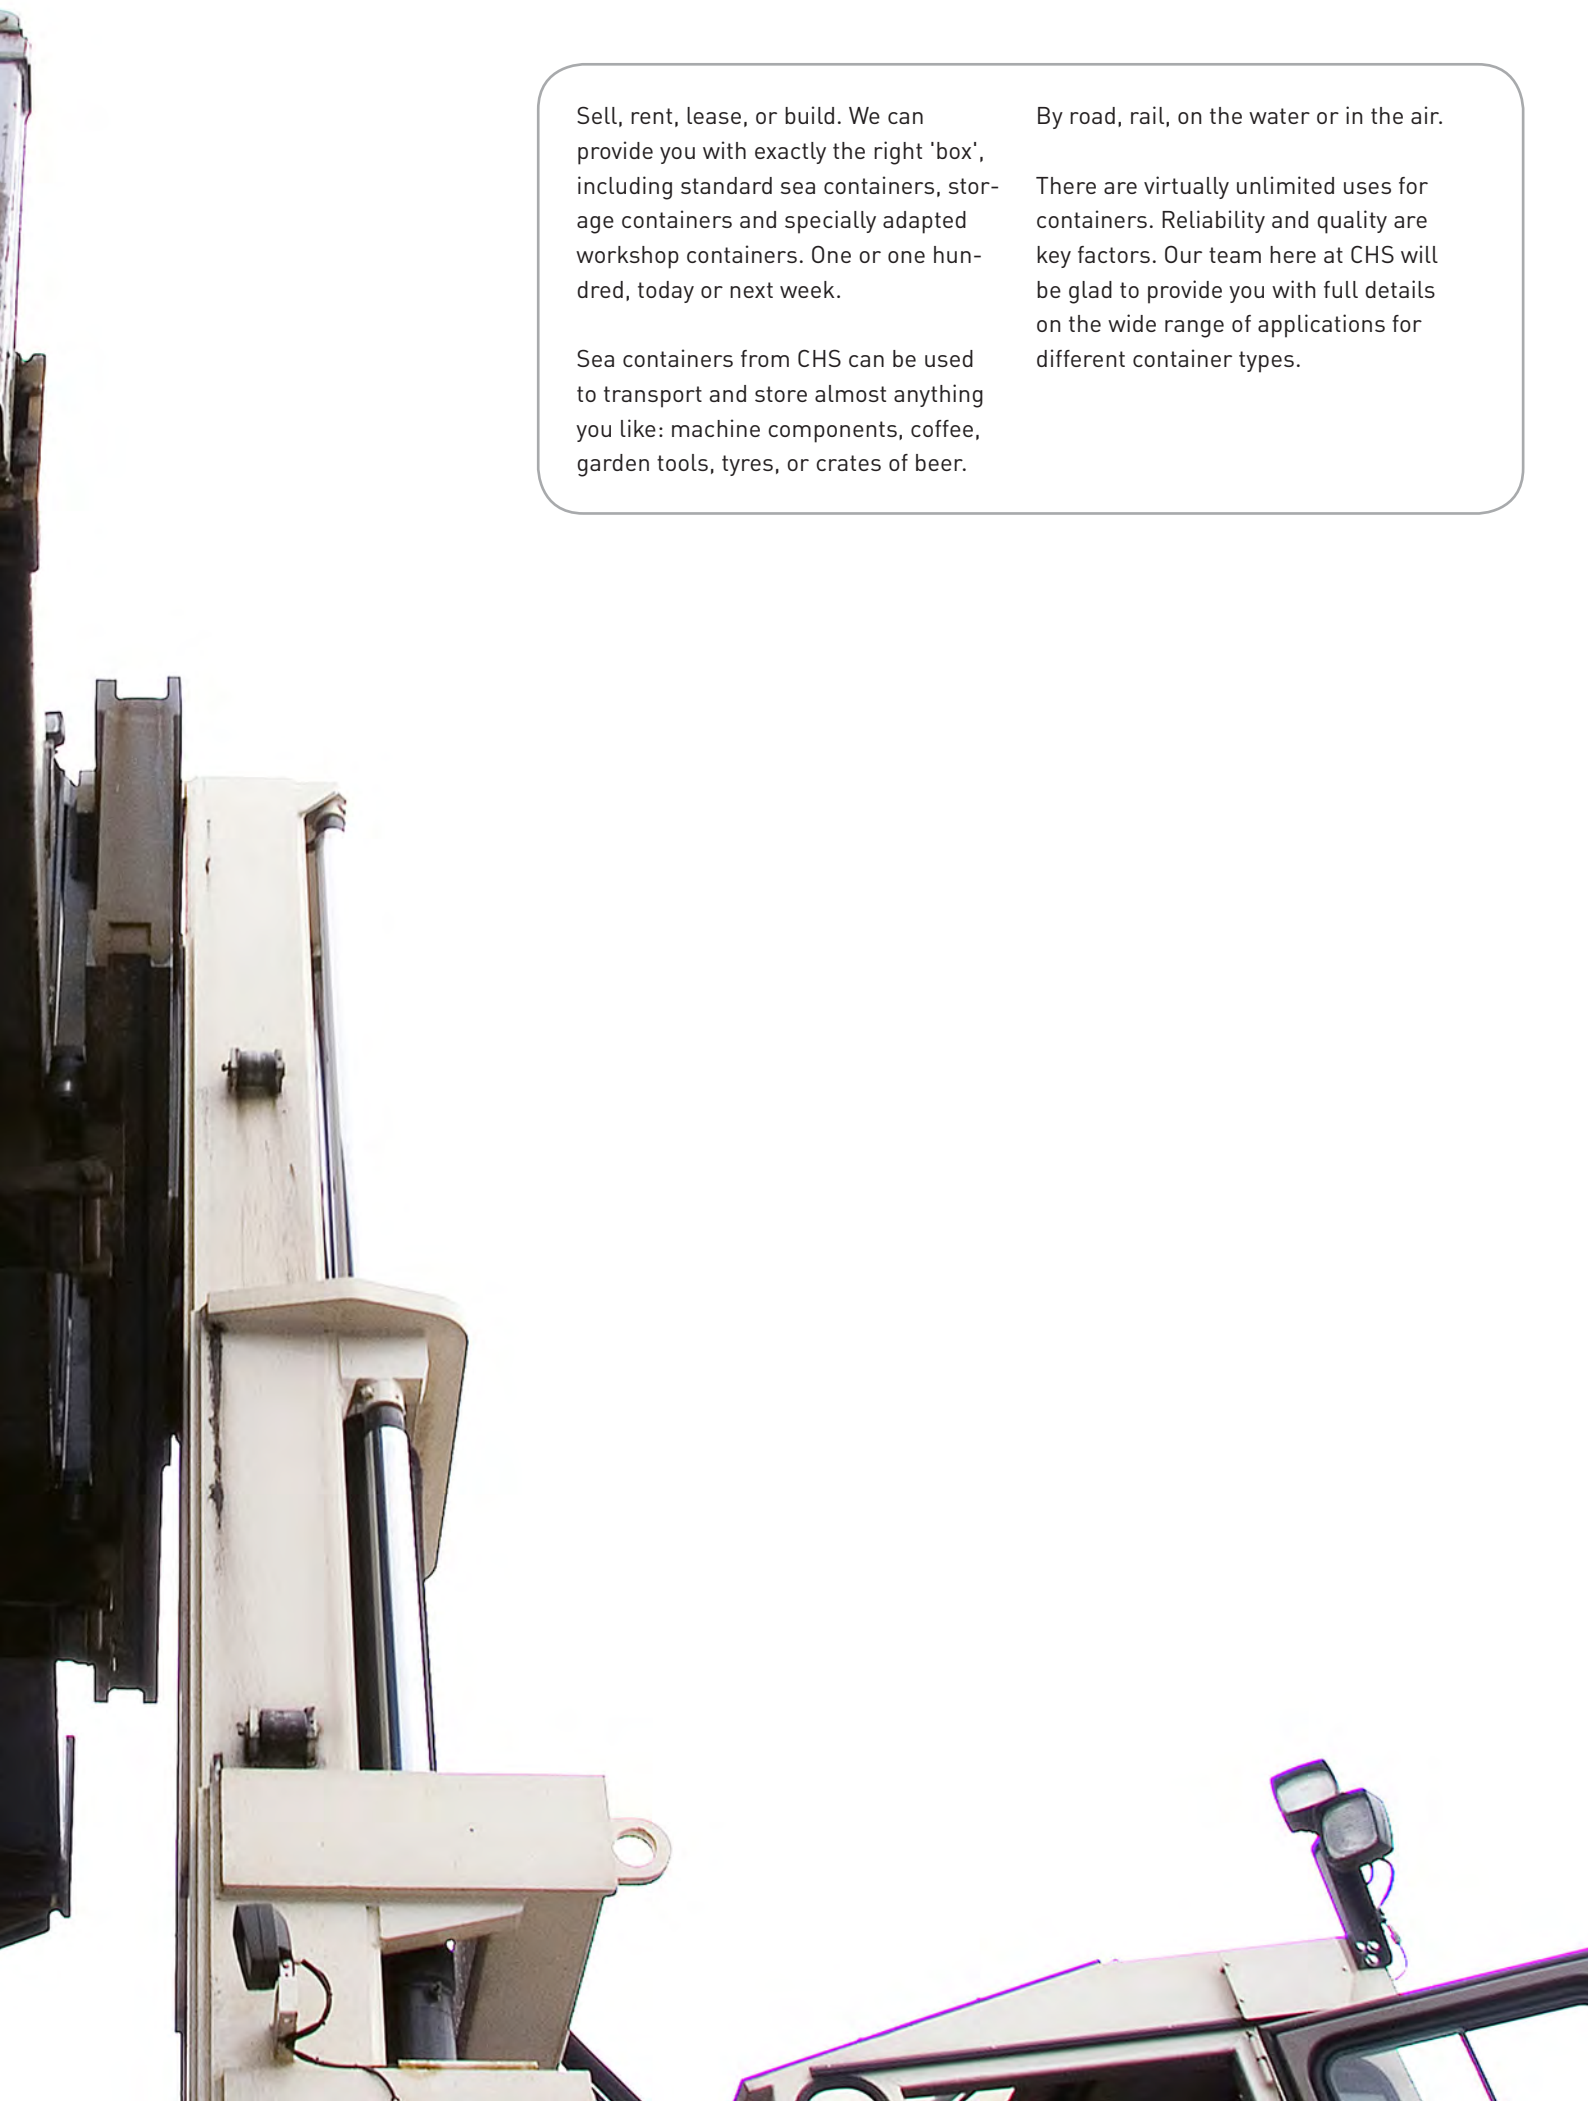 Sell, rent, lease, or build. We can
provide you with exactly the right 'box',
including standard sea containers, stor-
age containers and specially adapted
workshop containers. One or one hun-
dred, today or next week.
Sea containers from CHS can be used
to transport and store almost anything
you like: machine components, coffee,
garden tools, tyres, or crates of beer.
By road, rail, on the water or in the air.
There are virtually unlimited uses for
containers. Reliability and quality are
key factors. Our team here at CHS will
be glad to provide you with full details
on the wide range of applications for
different container types.